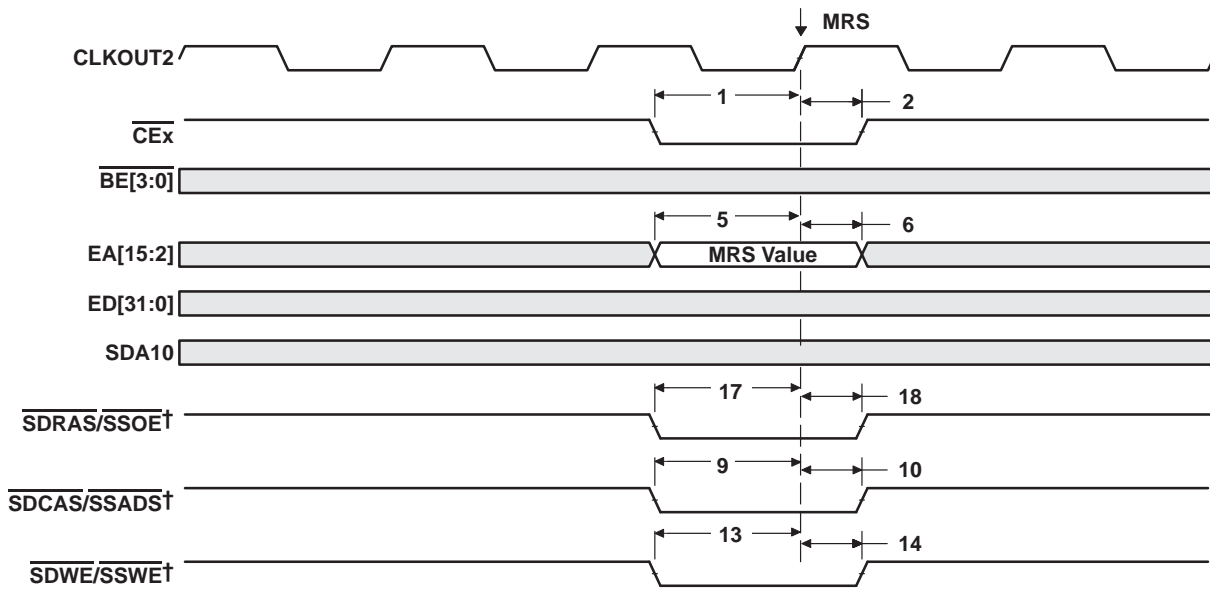 MRS
CLKOUT2
1
2
CEx
BE[3:0]
5
6
EA[15:2]
MRS Value
ED[31:0]
SDA10
17
18
SDRAS/SSOE†
9
10
SDCAS/SSADS†
13
14
SDWE/SSWE†